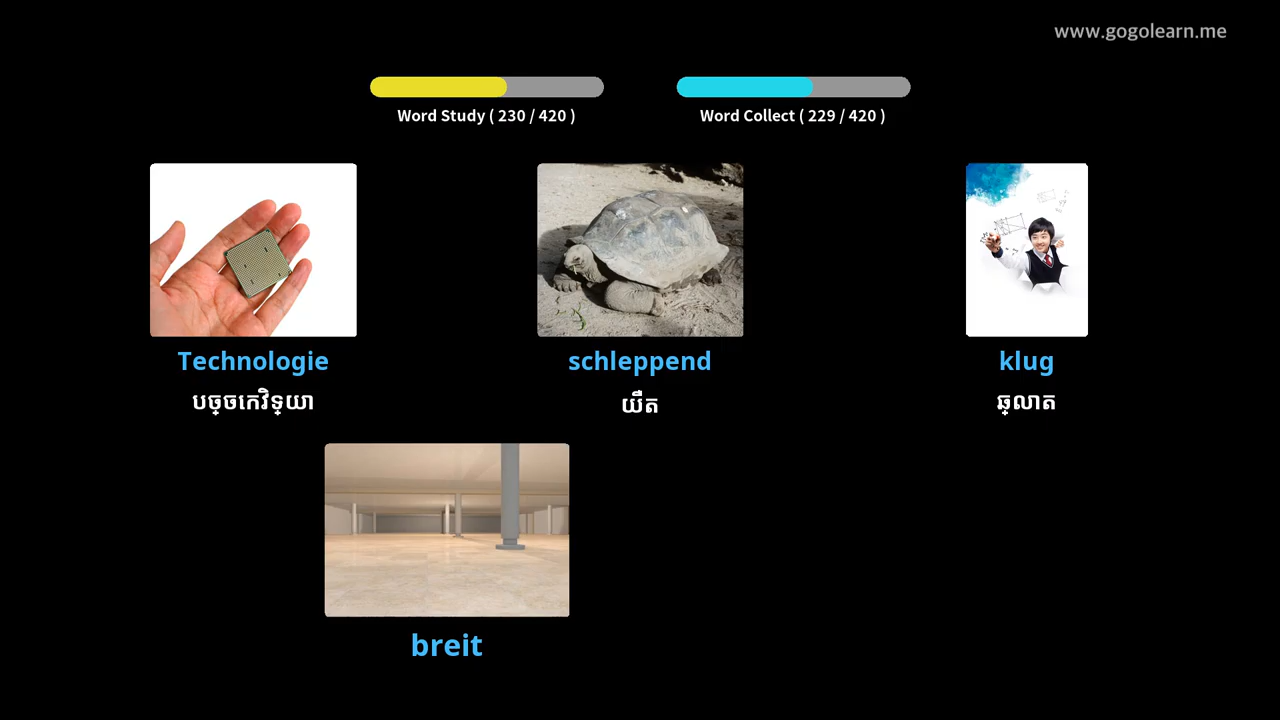 www.gogolearn.me
Word Study ( 230 / 420 )
Word Collect ( 229 / 420 )
Technologie
schleppend
klug
បច្ចកេវិទ្យា
យឺត
ឆ្លាត
breit